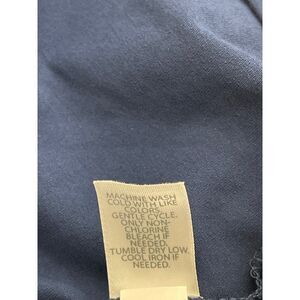 MACHINE WASH
COLD WITH LIKE
COLORS.
GENTLE CYCLE.
ONLY NON-
CHLORINE
BLEACH IF
NEEDED.
TUMBLE DRY LOW.
COOL IRON IF
NEEDED.